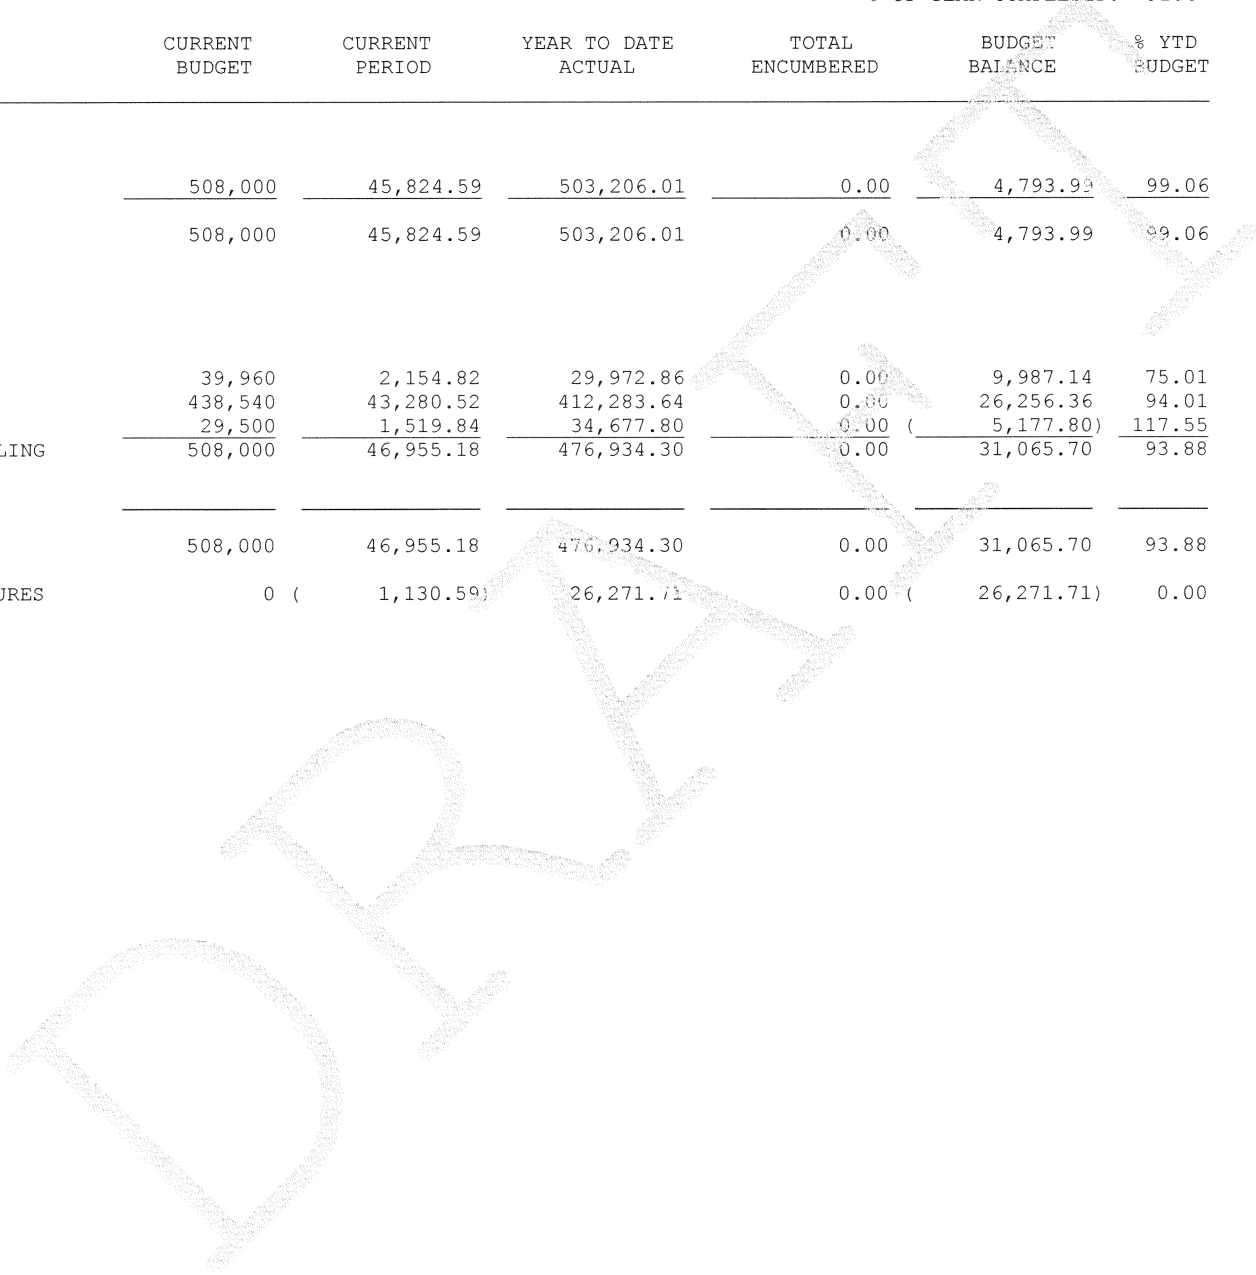 CURRENT CURRENT YEAR TO DATE TOTAL BUDGET % YTD
BUDGET PERIOD ACTUAL ENCUMBERED BALANCE BUDGET
508,000 45,824.59 503,206.01 0.00 4,793.99 99.06
508,000 45,824.59 503,206.01 0.00 4,793.99 99.06
39,960 2,154.82 29,972.86 0.00 9,987.14 75.01
438,540 43,280.52 412,283.64 0.00 26,256.36 94.01
29,500 1,519.84 34,677.80 0.00 ( 5,177.80) 117.55
LING 508,000 46,955.18 476,934.30 0.00 31,065.70 93.88
508,000 46,955.18 476,934.30 0.00 31,065.70 93.88
URES 0 ( 1,130.59) 26,271.71 0.00 ( 26,271.71) 0.00
DRAFT